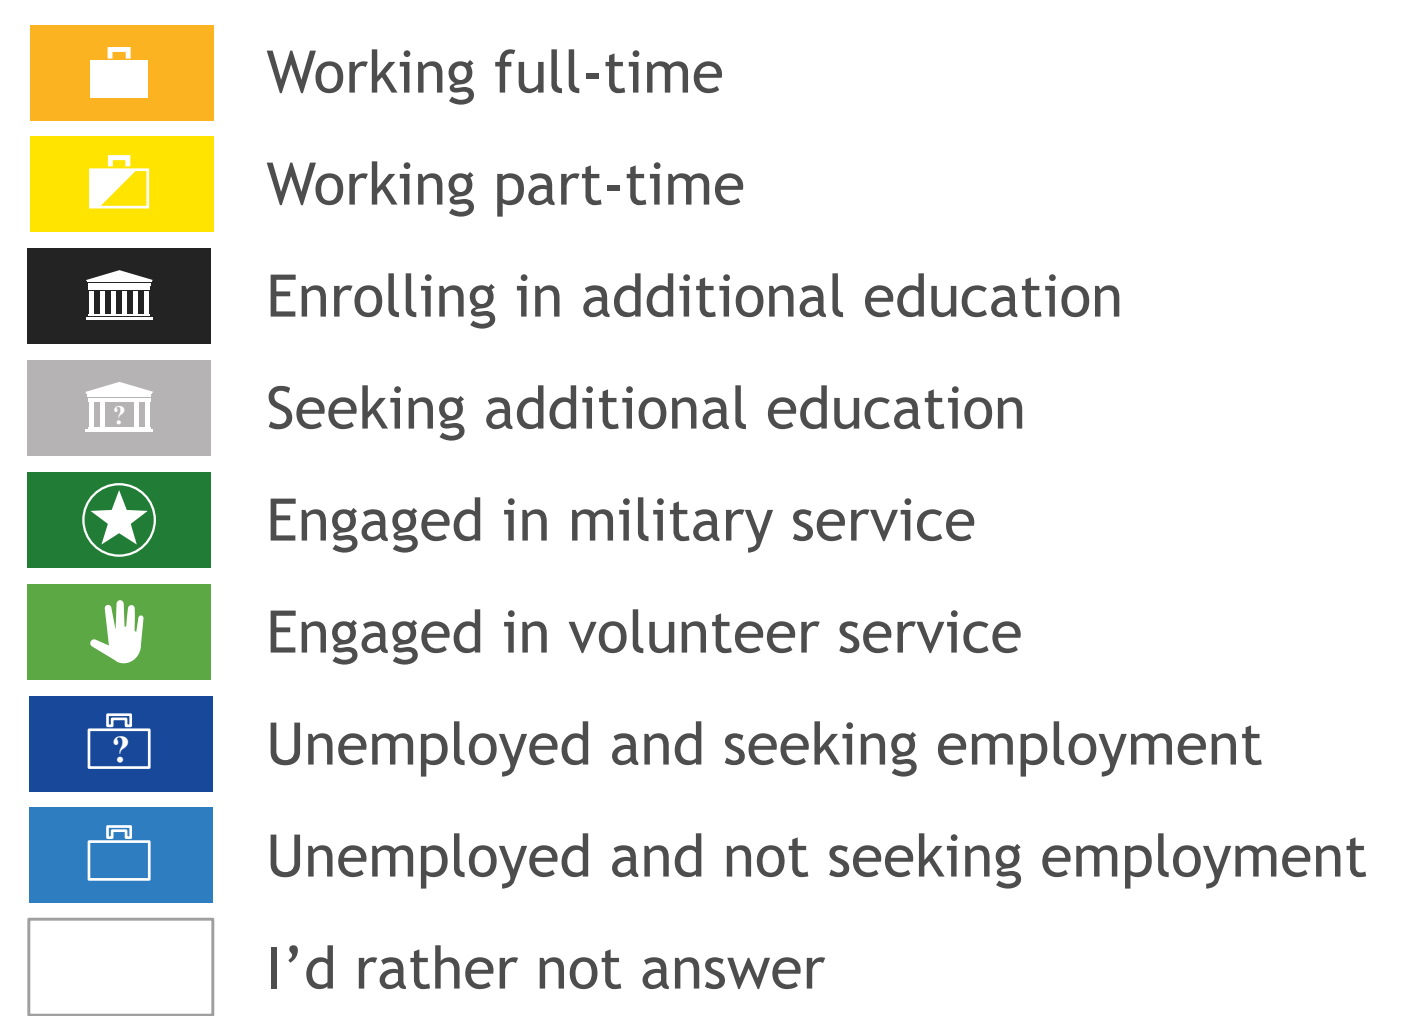 Working full-time
Working part-time
Enrolling in additional education
?
Seeking additional education
Engaged in military service
Engaged in volunteer service
?
Unemployed and seeking employment
Unemployed and not seeking employment
I’d rather not answer